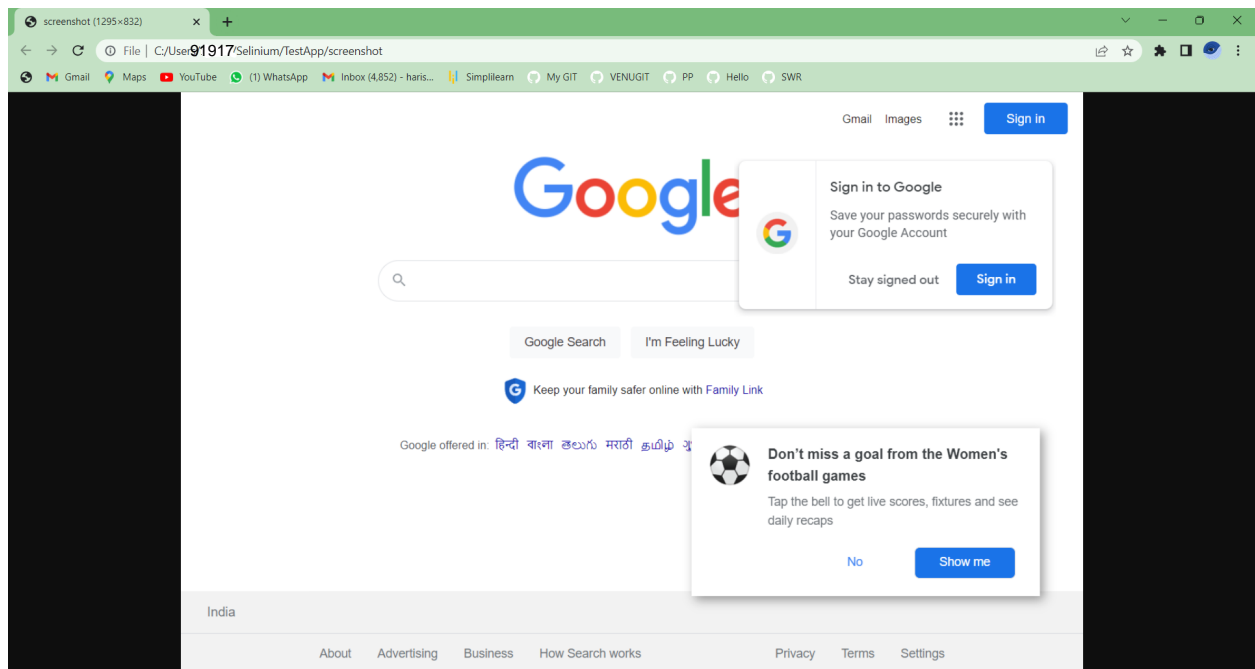 screenshot (1295×832)
File | C:/User91917/Selinium/TestApp/screenshot
Gmail Maps YouTube (1) WhatsApp Inbox (4,852) - haris... Simplilearn My GIT VENUGIT PP Hello SWR
Gmail Images Sign in
Google
Sign in to Google
Save your passwords securely with
your Google Account
Stay signed out Sign in
Google Search I'm Feeling Lucky
Keep your family safer online with Family Link
Google offered in: हिन्दी বাংলা తెలుగు मराठी தமிழ்
Don't miss a goal from the Women's
football games
Tap the bell to get live scores, fixtures and see
daily recaps
No Show me
India
About Advertising Business How Search works Privacy Terms Settings